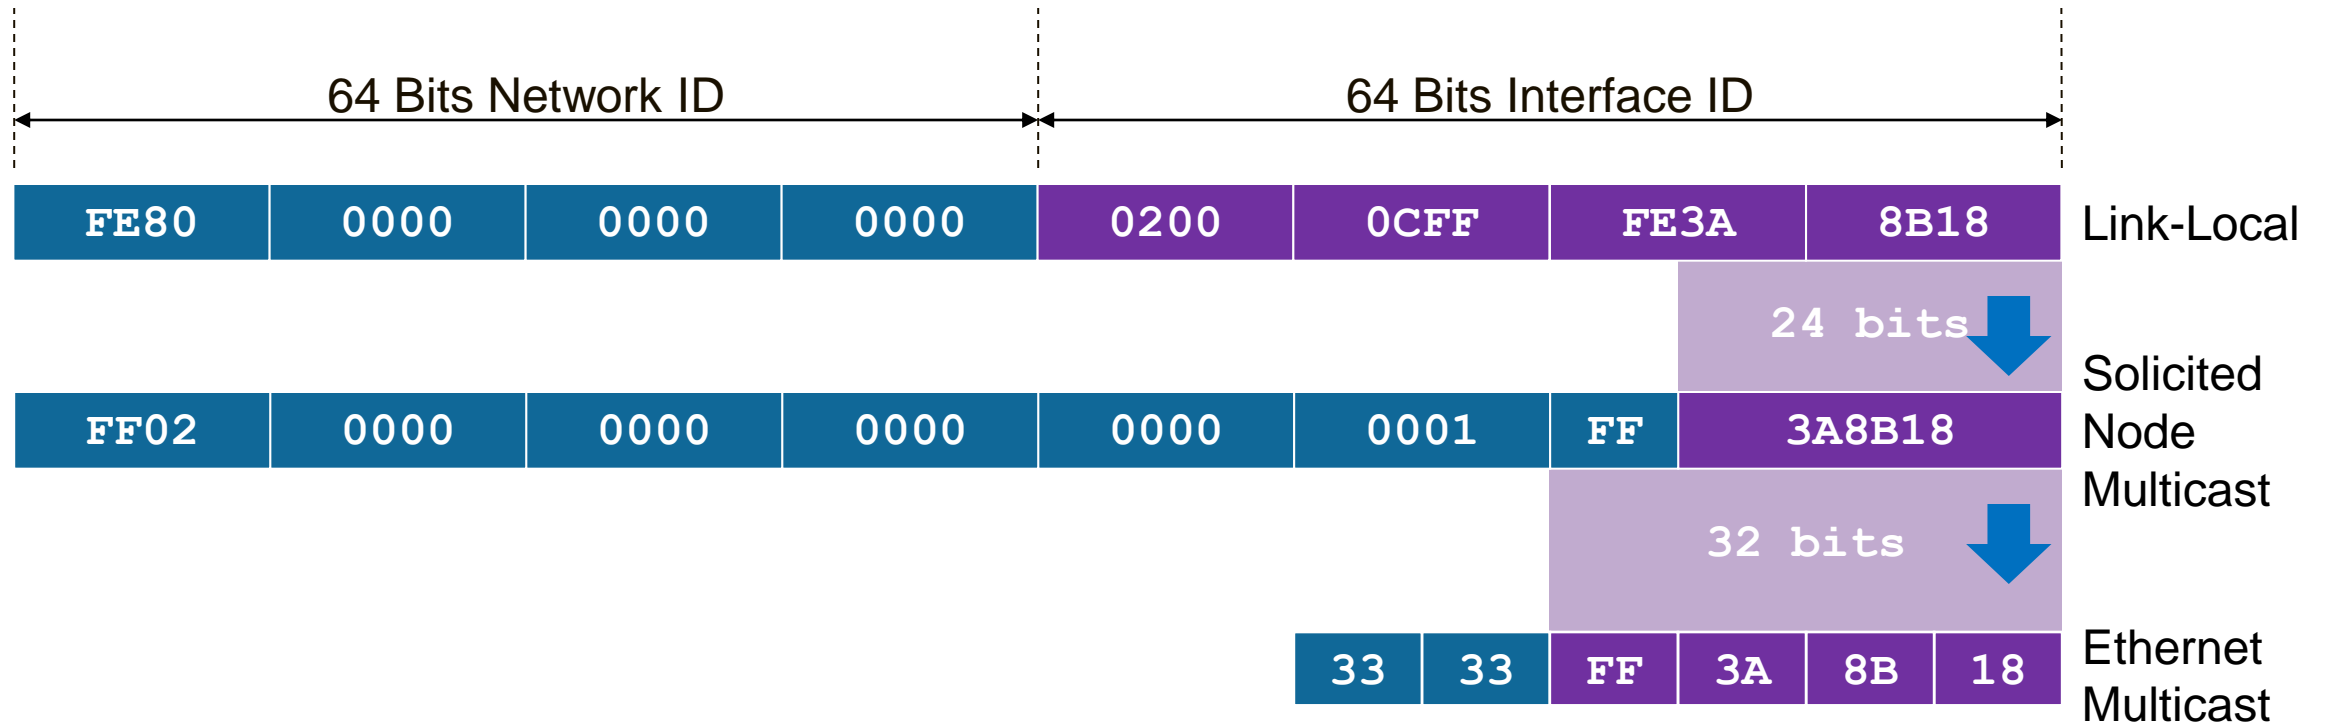 64 Bits Network ID 64 Bits Interface ID
FE80 0000 0000 0000 0200 0CFF FE3A 8B18 Link-Local
24 bits
FF02 0000 0000 0000 0000 0001 FF 3A8B18
Solicited
Node
Multicast
32 bits
33 33 FF 3A 8B 18
Ethernet
Multicast